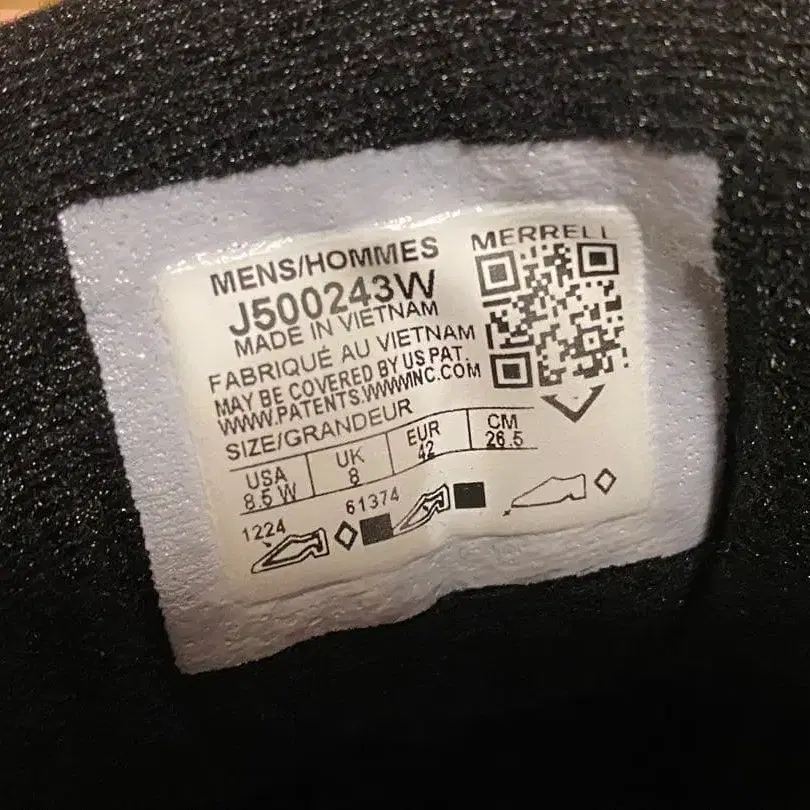 MENS/HOMMES
J500243W
MADE IN VIETNAM
FABRIQUÉ AU VIETNAM
MAY BE COVERED BY US PAT.
WWW.PATENTS.WWWINC.COM
SIZE/GRANDEUR
USA UK EUR CM
8.5 W 8 42 26.5
1224 61374
MERRELL